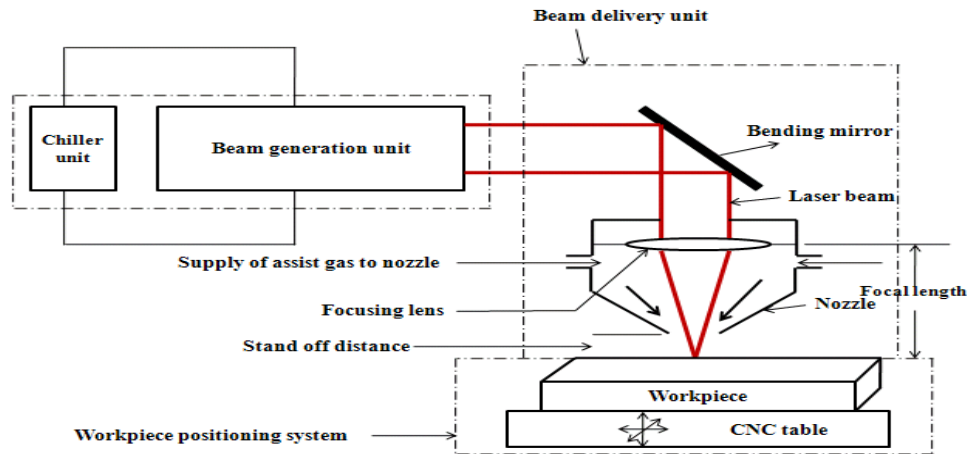 Beam delivery unit
Chiller
unit
Beam generation unit
Bending mirror
Laser beam
Supply of assist gas to nozzle
Focal length
Focusing lens
Nozzle
Stand off distance
Workpiece
Workpiece positioning system
CNC table